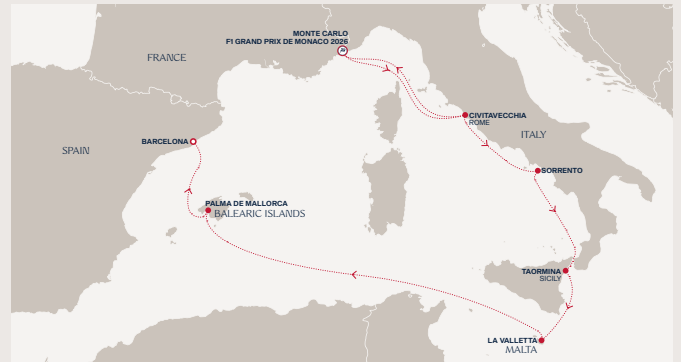 MONTE CARLO
F1 GRAND PRIX DE MONACO 2026
FRANCE
CIVITAVECCHIA
ROME
ITALY
BARCELONA
SPAIN
SORRENTO
PALMA DE MALLORCA
BALEARIC ISLANDS
TAORMINA
SICILY
LA VALLETTA
MALTA